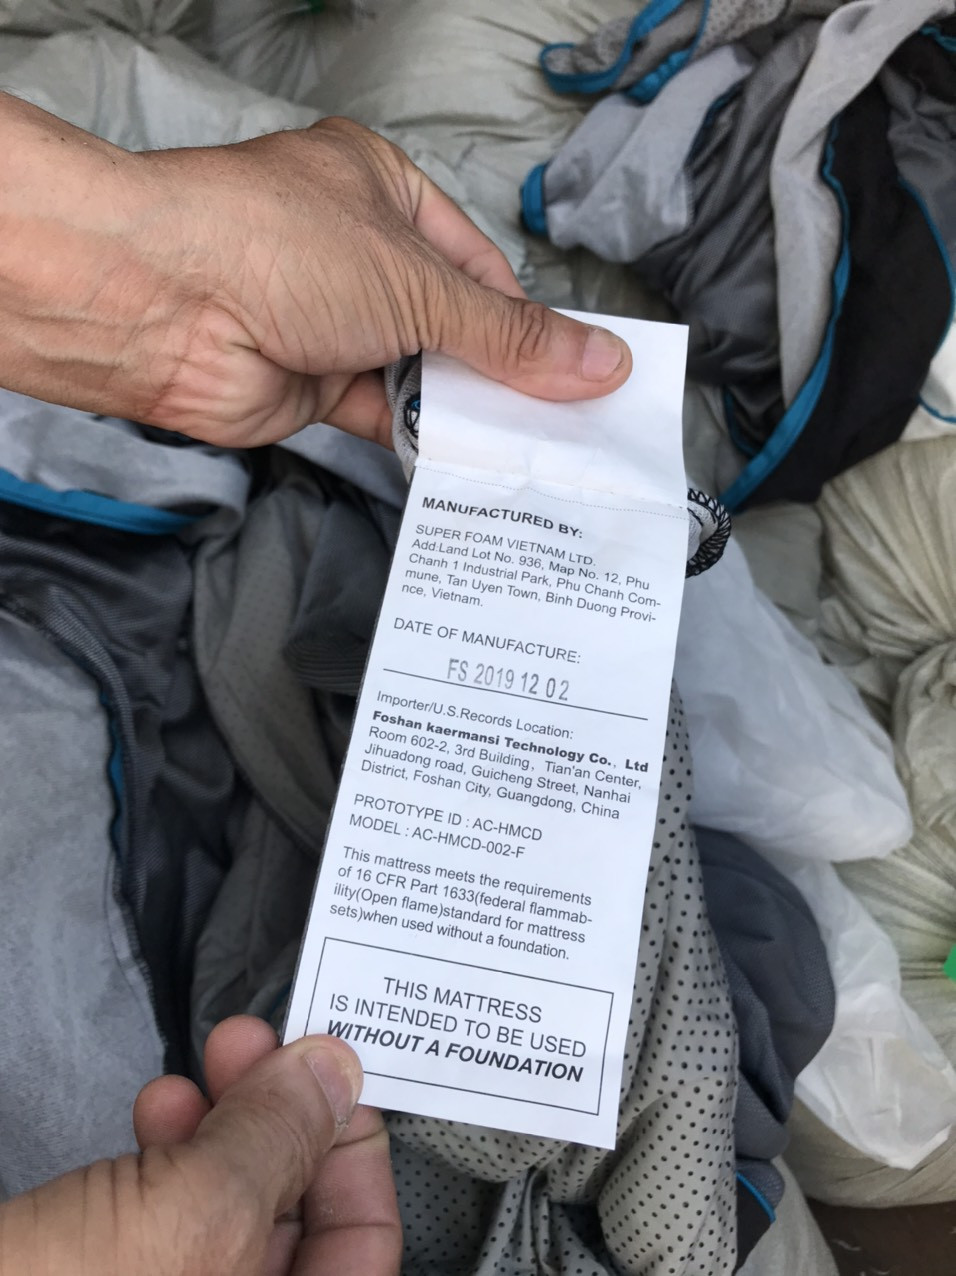 MANUFACTURED BY:
SUPER FOAM VIETNAM LTD.
Add:Land Lot No. 936, Map No. 12, Phu
Chanh 1 Industrial Park, Phu Chanh Com-
mune, Tan Uyen Town, Binh Duong Provi-
nce, Vietnam.
DATE OF MANUFACTURE:
FS 2019 12 02
Importer/U.S.Records Location:
Foshan kaermansi Technology Co., Ltd
Room 602-2, 3rd Building, Tian'an Center,
Jihuadong road, Guicheng Street, Nanhai
District, Foshan City, Guangdong, China
PROTOTYPE ID : AC-HMCD
MODEL : AC-HMCD-002-F
This mattress meets the requirements
of 16 CFR Part 1633(federal flammab-
ility(Open flame)standard for mattress
sets)when used without a foundation.
THIS MATTRESS
IS INTENDED TO BE USED
WITHOUT A FOUNDATION